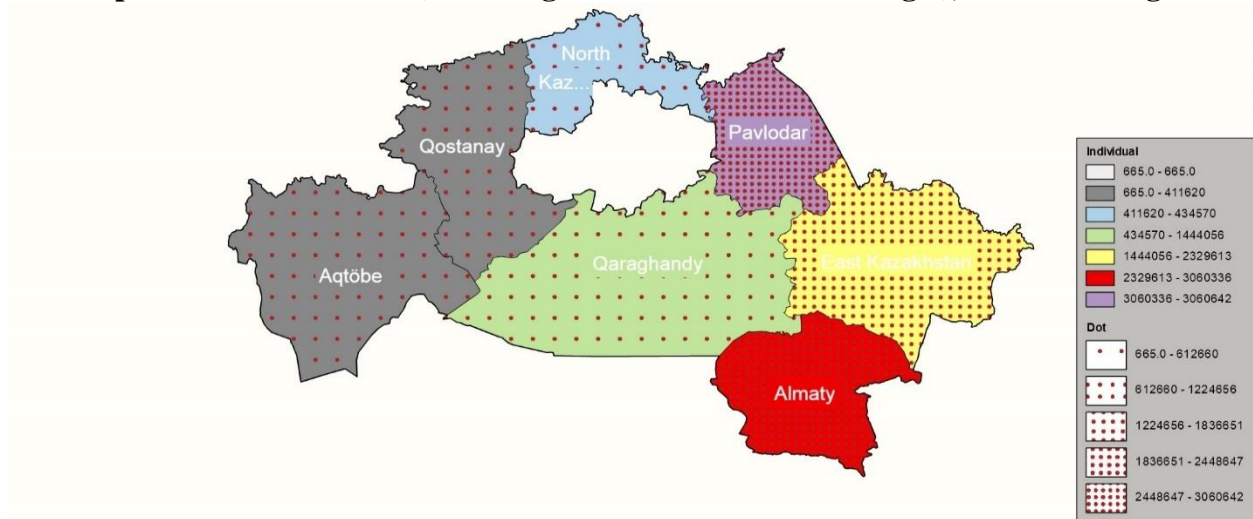 North
Kaz...
Pavlodar
Qostanay
Qaraghandy
East Kazakhstan
Aqtöbe
Almaty
Individual
665.0 - 665.0
665.0 - 411620
411620 - 434570
434570 - 1444056
1444056 - 2329613
2329613 - 3060336
3060336 - 3060642
Dot
665.0 - 612660
612660 - 1224656
1224656 - 1836651
1836651 - 2448647
2448647 - 3060642